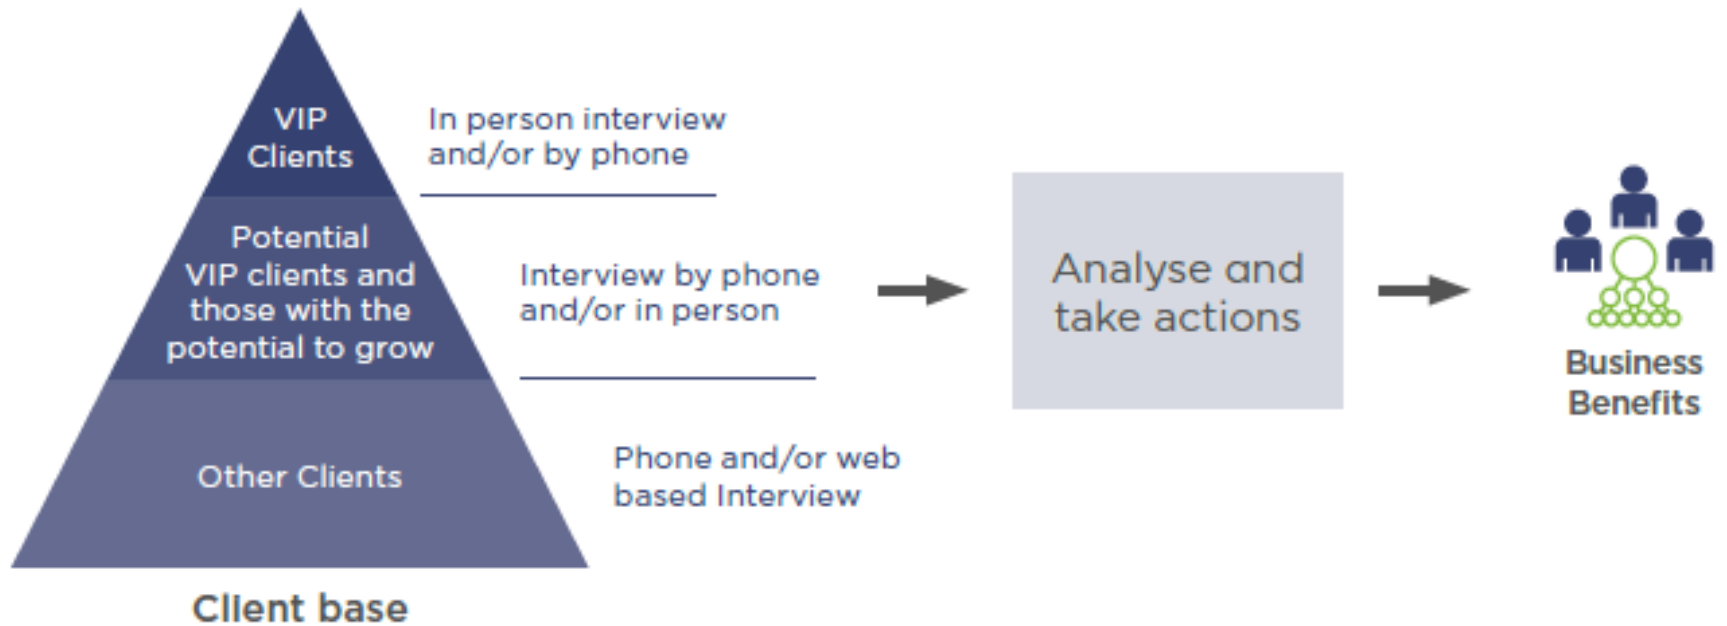 VIP
Clients
In person interview
and/or by phone
Potential
VIP clients and
those with the
potential to grow
Interview by phone
and/or in person
Other Clients
Phone and/or web
based Interview
Client base
Analyse and
take actions
Business
Benefits